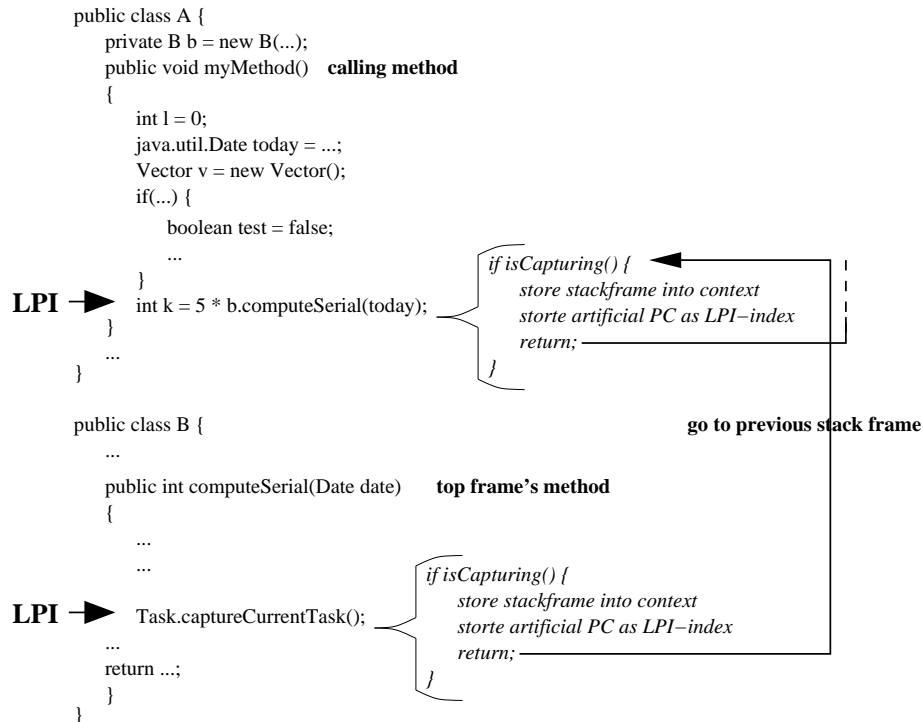 public class A {
private B b = new B(...);
public void myMethod() calling method
{
int l = 0;
java.util.Date today = ...;
Vector v = new Vector();
if(...) {
boolean test = false;
...
}
LPI int k = 5 * b.computeSerial(today);
}
...
}
if isCapturing() {
store stackframe into context
storte artificial PC as LPI−index
return;
}
public class B {
go to previous stack frame
...
public int computeSerial(Date date) top frame's method
{
...
...
LPI Task.captureCurrentTask();
...
return ...;
}
}
if isCapturing() {
store stackframe into context
storte artificial PC as LPI−index
return;
}